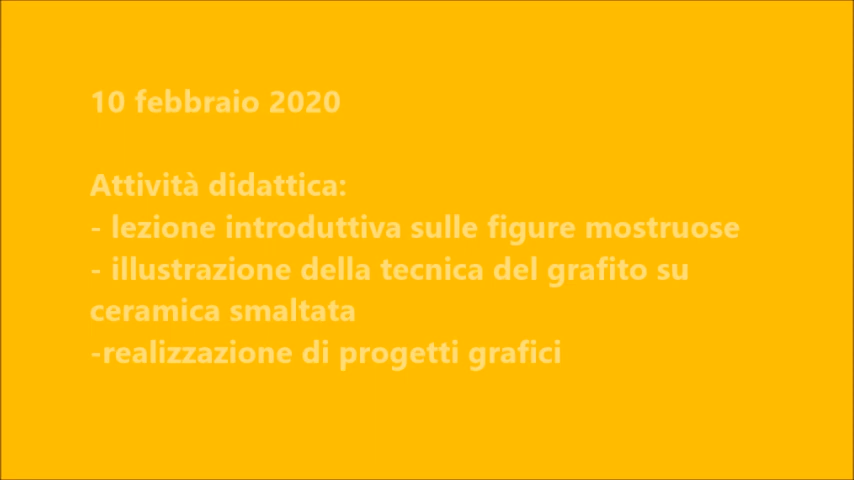 10 febbraio 2020
Attività didattica:
- lezione introduttiva sulle figure mostruose
- illustrazione della tecnica del grafito su
ceramica smaltata
-realizzazione di progetti grafici